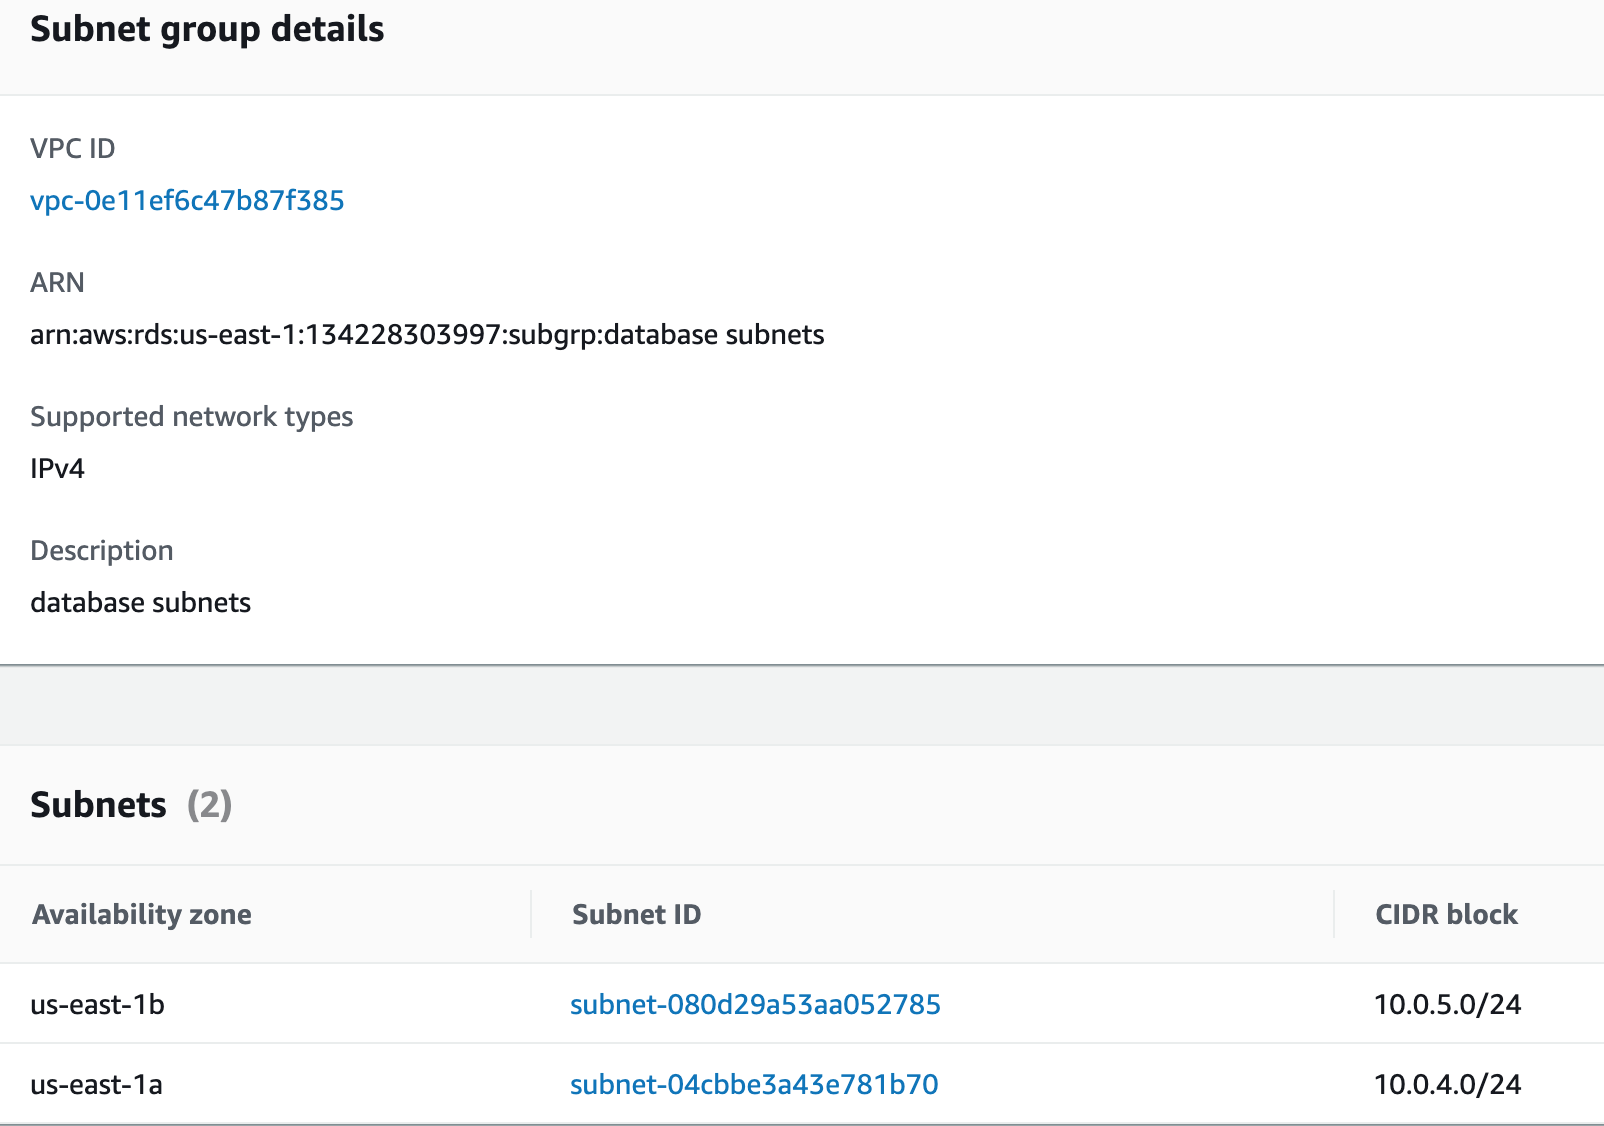 Subnet group details
VPC ID
vpc-0e11ef6c47b87f385
ARN
arn:aws:rds:us-east-1:134228303997:subgrp:database subnets
Supported network types
IPv4
Description
database subnets
Subnets (2)
Availability zone Subnet ID CIDR block
us-east-1b subnet-080d29a53aa052785 10.0.5.0/24
us-east-1a subnet-04cbbe3a43e781b70 10.0.4.0/24